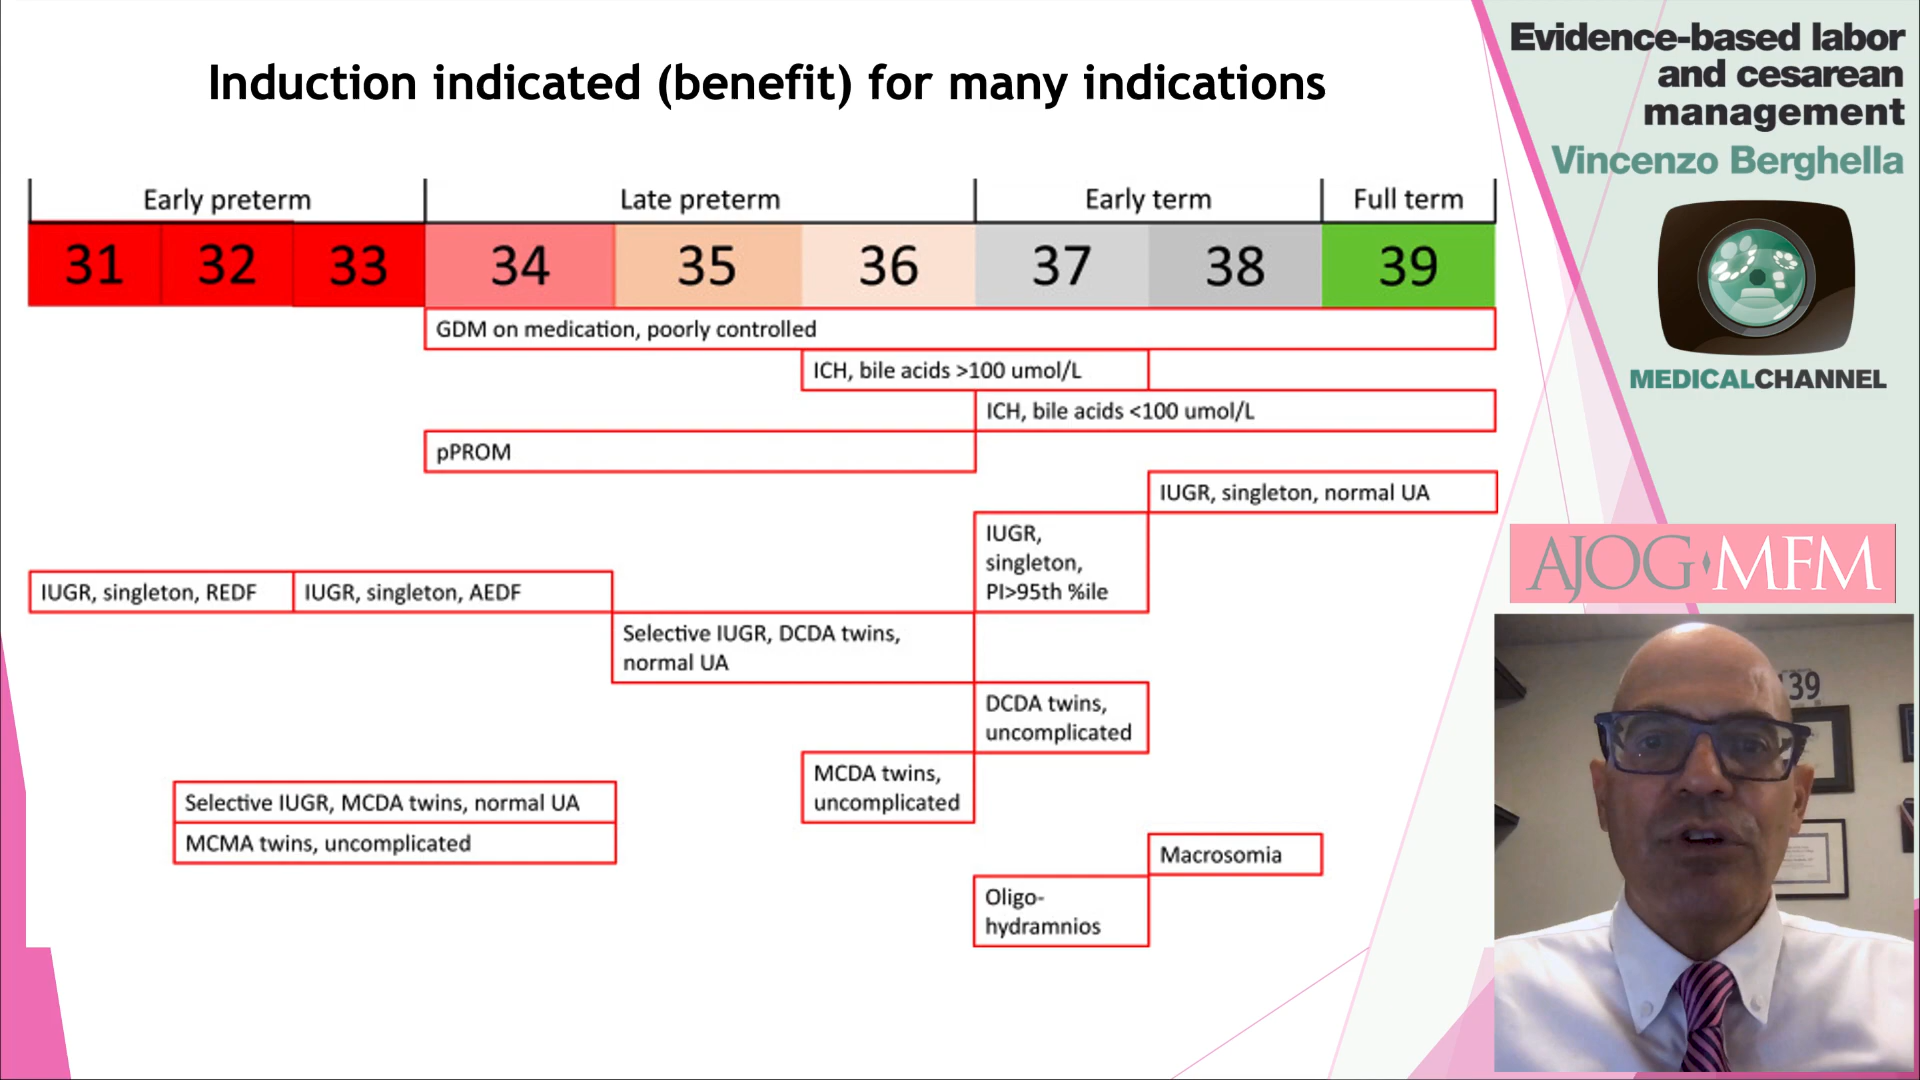 Induction indicated (benefit) for many indications
Evidence-based labor
and cesarean
management
Vincenzo Berghella
MEDICALCHANNEL
AJOG MFM
Early preterm
Late preterm
Early term
Full term
31
32
33
34
35
36
37
38
39
GDM on medication, poorly controlled
ICH, bile acids >100 umol/L
ICH, bile acids <100 umol/L
pPROM
IUGR, singleton, normal UA
IUGR,
singleton,
PI>95th %ile
IUGR, singleton, REDF
IUGR, singleton, AEDF
Selective IUGR, DCDA twins,
normal UA
DCDA twins,
uncomplicated
MCDA twins,
uncomplicated
Selective IUGR, MCDA twins, normal UA
MCMA twins, uncomplicated
Macrosomia
Oligo-
hydramnios
39